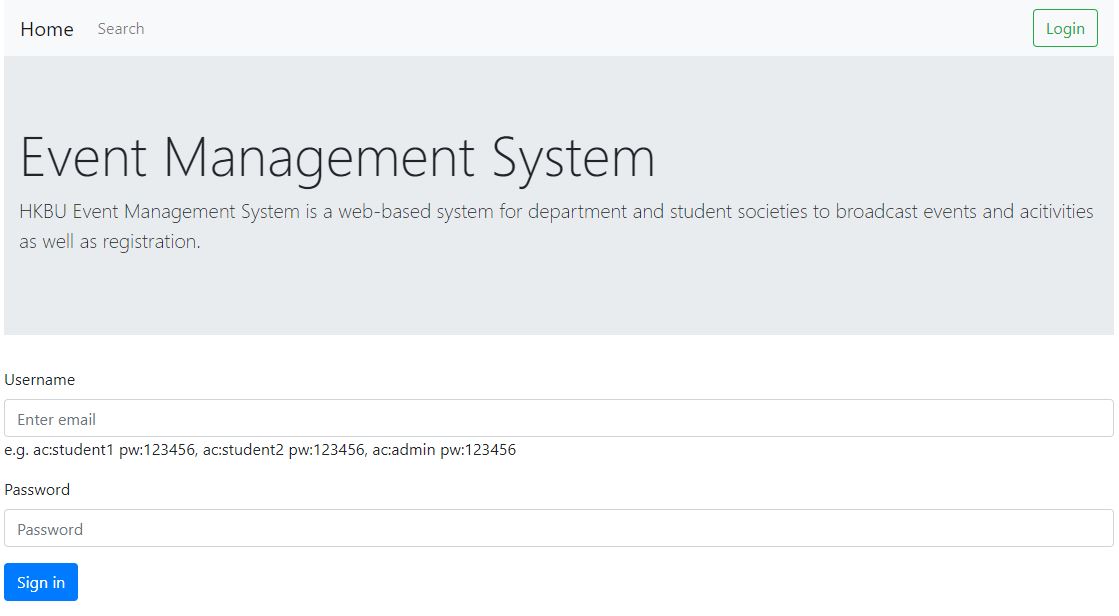 Home Search Login
Event Management System
HKBU Event Management System is a web-based system for department and student societies to broadcast events and acitivities
as well as registration.
Username
Enter email
e.g. ac:student1 pw:123456, ac:student2 pw:123456, ac:admin pw:123456
Password
Password
Sign in